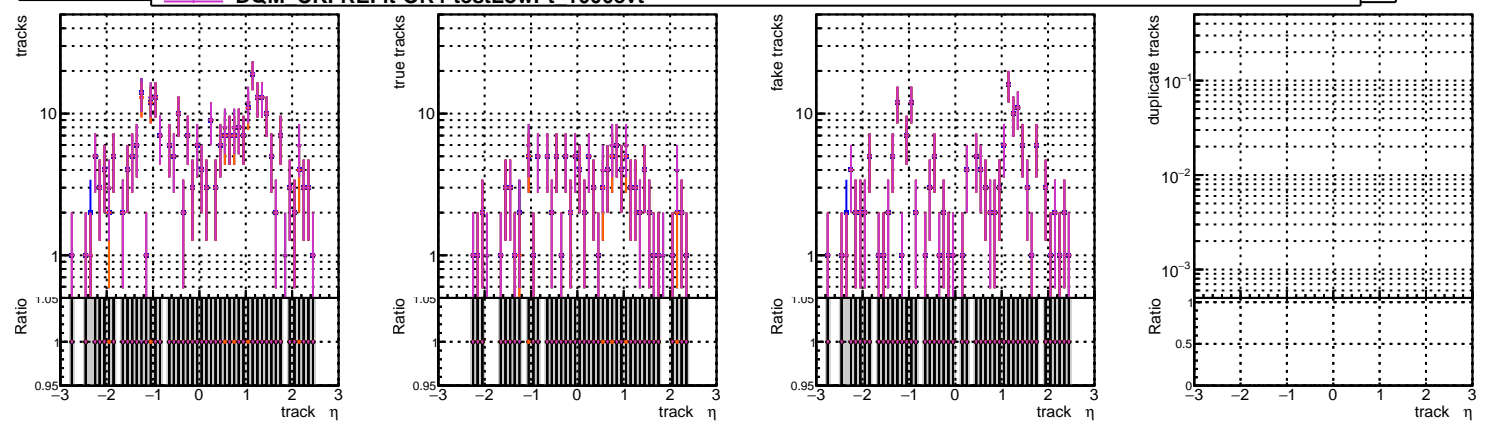 tracks
10
1
Ratio
1.05
1
0.95
−3 −2 −1 0 1 2 3
track η
true tracks
10
1
Ratio
1.05
1
0.95
−3 −2 −1 0 1 2 3
track η
fake tracks
10
1
Ratio
1.05
1
0.95
−3 −2 −1 0 1 2 3
track η
duplicate tracks
10⁻¹
10⁻²
10⁻³
Ratio
1
0.5
0
−3 −2 −1 0 1 2 3
track η